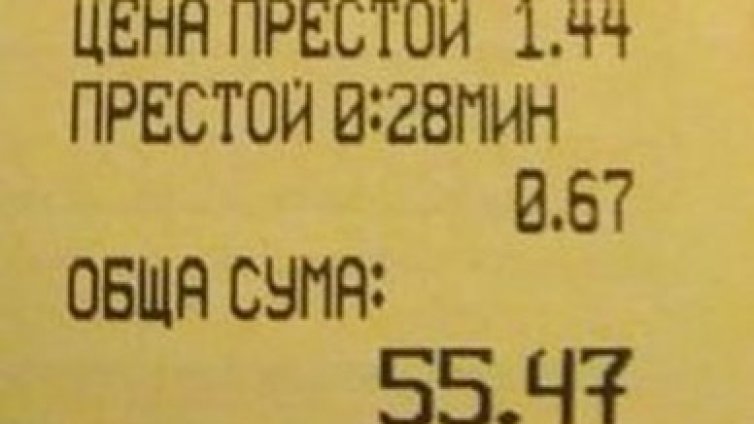 ЦЕНА ПРЕСТОЙ 1.44
ПРЕСТОЙ 0:28МИН
0.67
ОБЩА СУМА:
55.47